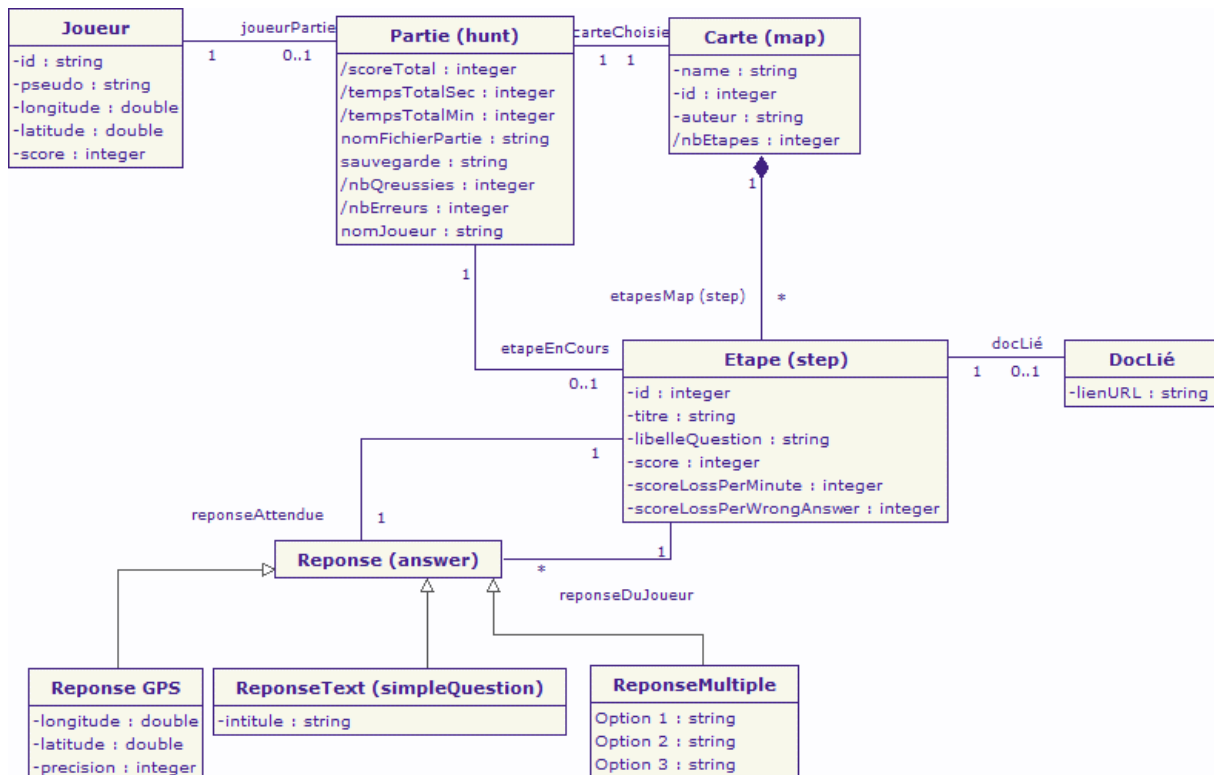 Joueur
-id : string
-pseudo : string
-longitude : double
-latitude : double
-score : integer
joueurPartie
1
0..1
Partie (hunt)
/scoreTotal : integer
/tempsTotalSec : integer
/tempsTotalMin : integer
nomFichierPartie : string
sauvegarde : string
/nbQreussies : integer
/nbErreurs : integer
nomJoueur : string
carteChoisie
1 1
Carte (map)
-name : string
-id : integer
-auteur : string
/nbEtapes : integer
1
etapesMap (step)
*
1
etapeEnCours
0..1
Etape (step)
-id : integer
-titre : string
-libelleQuestion : string
-score : integer
-scoreLossPerMinute : integer
-scoreLossPerWrongAnswer : integer
docLié
1
0..1
DocLié
-lienURL : string
1
reponseAttendue
1
Reponse (answer)
1
*
reponseDuJoueur
Reponse GPS
-longitude : double
-latitude : double
-precision : integer
ReponseText (simpleQuestion)
-intitule : string
ReponseMultiple
Option 1 : string
Option 2 : string
Option 3 : string